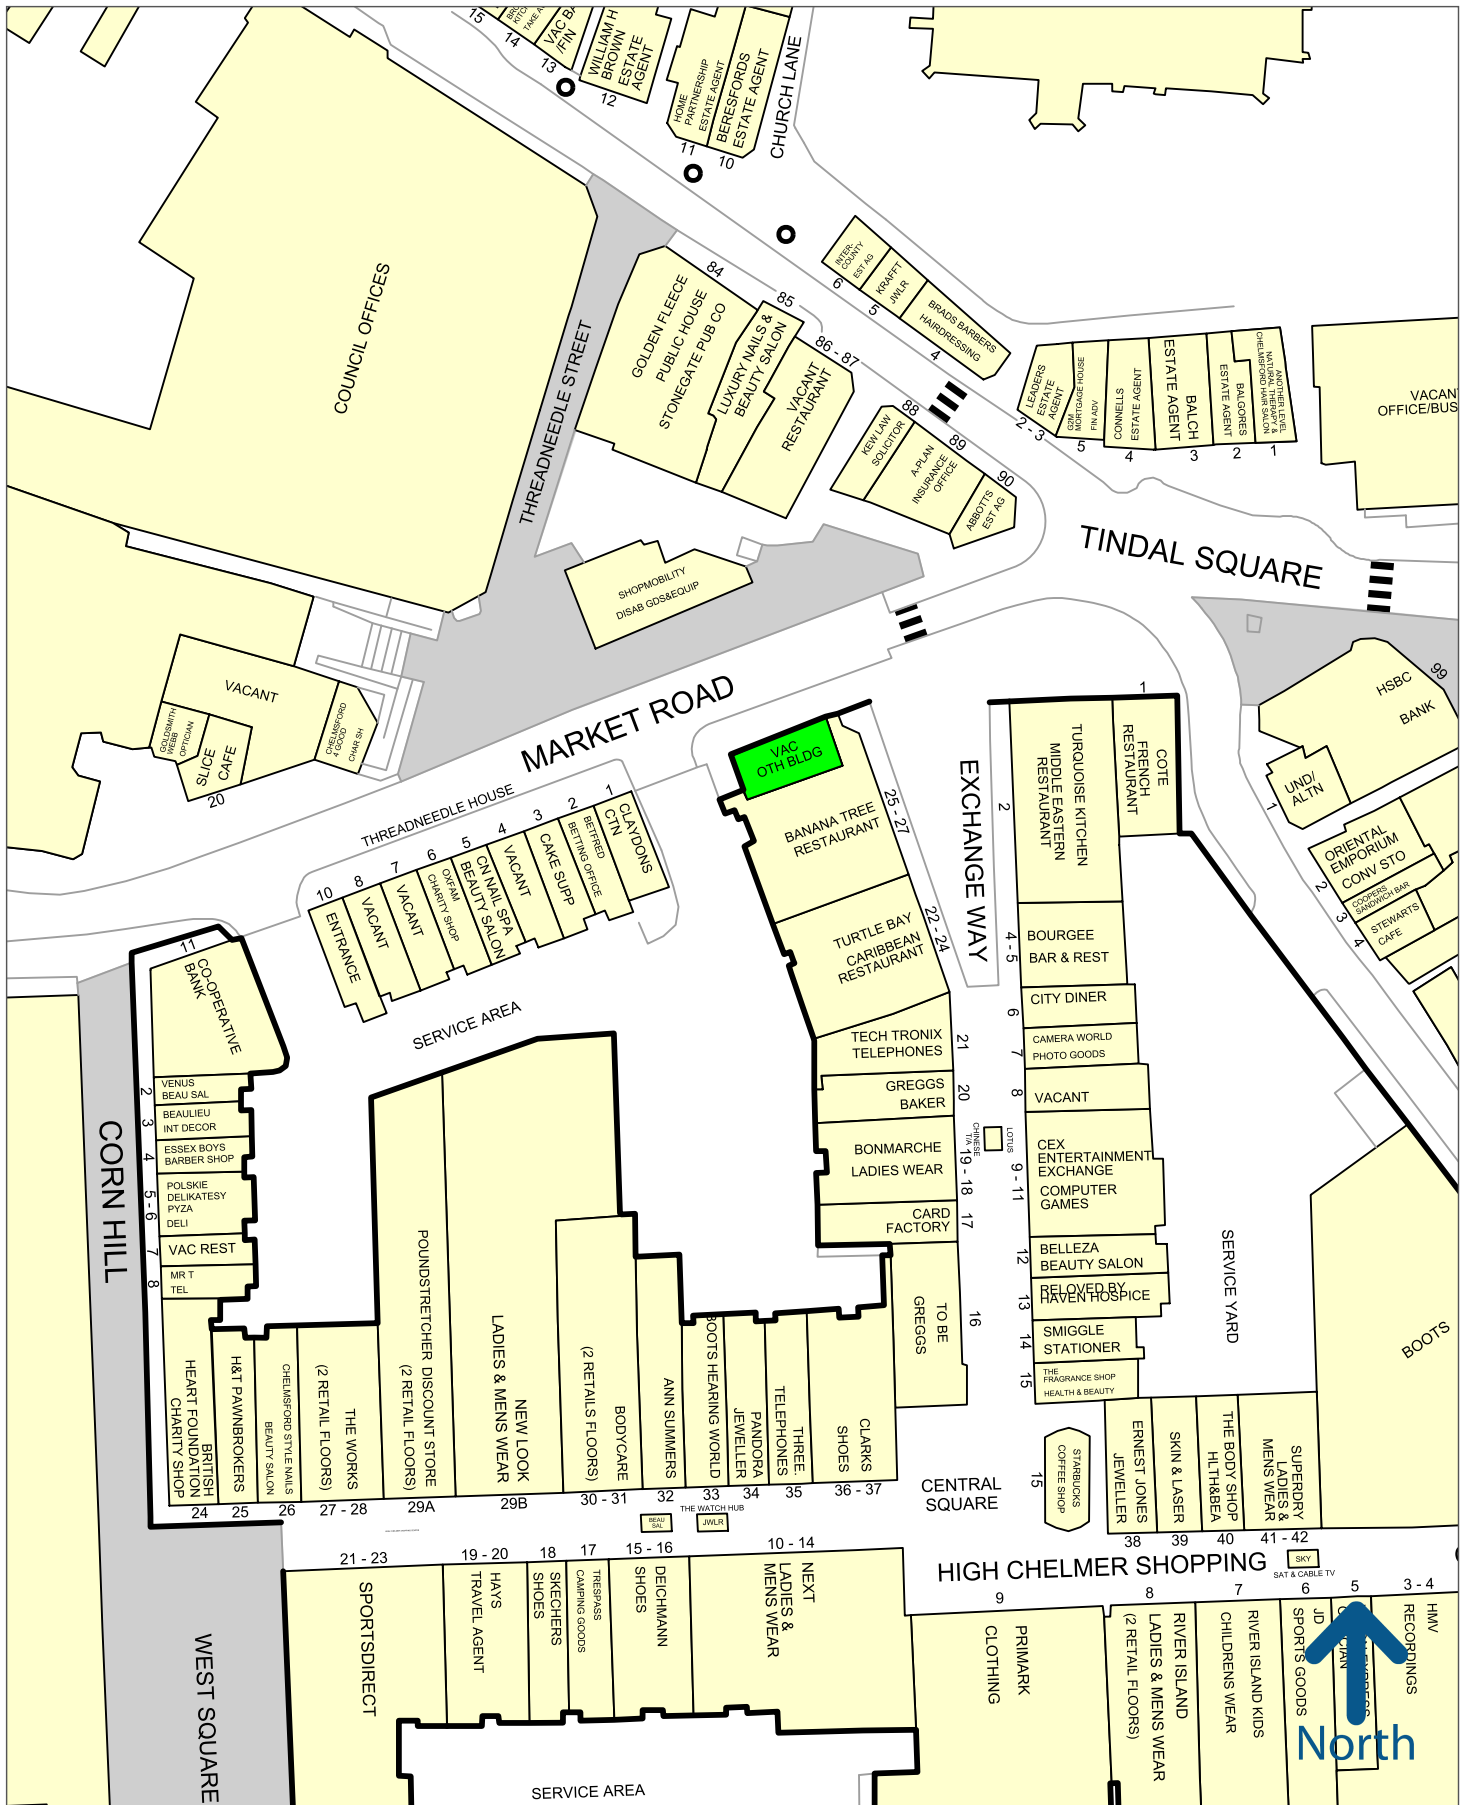 15
14
13
VAC BA
/FIN
TAKE A
WILLIAM H
BROWN
ESTATE
AGENT
12
HOME
PARTNERSHIP
ESTATE AGENT
11
BERESFORDS
ESTATE AGENT
10
CHURCH LANE
COUNCIL OFFICES
THREADNEEDLE STREET
84
GOLDEN FLEECE
PUBLIC HOUSE
STONEGATE PUB CO
85
LUXURY NAILS &
BEAUTY SALON
86 - 87
VACANT
RESTAURANT
INTER-
COUNTY
EST AG
6
KRAFFT
JWLR
5
BRADS BARBERS
HAIRDRESSING
4
88
KEW LAW
SOLICITOR
89
A-PLAN
INSURANCE
OFFICE
90
ABBOTTS
EST AG
LEADERS
ESTATE
AGENT
2 - 3
G2M
MORTGAGE HOUSE
FIN ADV
5
CONNELLS
ESTATE AGENT
4
BALCH
ESTATE AGENT
3
BALGORES
ESTATE AGENT
2
ANOTHER LEVEL
NATURAL THERAPY &
CHELMSFORD HAIR SALON
1
VACAN
OFFICE/BUS
TINDAL SQUARE
SHOPMOBILITY
DISAB GDS&EQUIP
VACANT
GOLDSMITH
WEBB
OPTICIAN
SLICE
CAFE
20
CHELMSFORD
4 GOOD
CHAR SH
MARKET ROAD
HSBC
BANK
99
UND/
ALTN
1
ORIENTAL
EMPORIUM
CONV STO
2
COOPERS
SANDWICH BAR
3
STEWARTS
CAFE
4
VAC
OTH BLDG
BANANA TREE
RESTAURANT
25 - 27
TURTLE BAY
CARIBBEAN
RESTAURANT
22 - 24
EXCHANGE WAY
1
COTE
FRENCH
RESTAURANT
TURQUOISE KITCHEN
MIDDLE EASTERN
RESTAURANT
2
THREADNEEDLE HOUSE
1
CLAYDONS
CTN
2
BETFRED
BETTING OFFICE
3
CAKE SUPP
4
VACANT
5
CN NAIL SPA
BEAUTY SALON
6
OXFAM
CHARITY SHOP
7
VACANT
8
VACANT
10
ENTRANCE
SERVICE AREA
11
CO-OPERATIVE
BANK
CORN HILL
VENUS
BEAU SAL
2
BEAULIEU
INT DECOR
3
ESSEX BOYS
BARBER SHOP
4
POLSKIE
DELIKATESY
PYZA
DELI
5 - 6
VAC REST
7
MR T
TEL
8
BOURGEE
BAR & REST
4 - 5
CITY DINER
6
CAMERA WORLD
PHOTO GOODS
7
VACANT
8
CEX
ENTERTAINMENT
EXCHANGE
COMPUTER
GAMES
9 - 11
BELLEZA
BEAUTY SALON
12
RELOVED BY
HAVEN HOSPICE
13
SMIGGLE
STATIONER
14
THE
FRAGRANCE SHOP
HEALTH & BEAUTY
15
TECH TRONIX
TELEPHONES
21
GREGGS
BAKER
20
BONMARCHE
LADIES WEAR
19 - 18
CARD
FACTORY
17
LOTUS
CHINESE
T/A
TO BE
GREGGS
16
SERVICE YARD
BOOTS
BRITISH
HEART FOUNDATION
CHARITY SHOP
24
H&T PAWNBROKERS
25
CHELMSFORD STYLE NAILS
BEAUTY SALON
26
THE WORKS
(2 RETAIL FLOORS)
27 - 28
POUNDSTRETCHER DISCOUNT STORE
(2 RETAIL FLOORS)
29A
NEW LOOK
LADIES & MENS WEAR
29B
BODYCARE
(2 RETAILS FLOORS)
30 - 31
ANN SUMMERS
32
BOOTS HEARING WORLD
33
PANDORA
JEWELLER
34
THREE.
TELEPHONES
35
CLARKS
SHOES
36 - 37
CENTRAL
SQUARE
STARBUCKS
COFFEE SHOP
15
ERNEST JONES
JEWELLER
38
SKIN & LASER
39
THE BODY SHOP
HLTH&BEA
40
SUPERDRY
LADIES &
MENS WEAR
41 - 42
BEAU
SAL
THE WATCH HUB
JWLR
HIGH CHELMER SHOPPING
SKY
SAT & CABLE TV
WEST SQUARE
21 - 23
SPORTSDIRECT
19 - 20
HAYS
TRAVEL AGENT
18
SKECHERS
SHOES
17
TRESPASS
CAMPING GOODS
15 - 16
DEICHMANN
SHOES
10 - 14
NEXT
LADIES &
MENS WEAR
9
PRIMARK
CLOTHING
8
RIVER ISLAND
LADIES & MENS WEAR
(2 RETAIL FLOORS)
7
RIVER ISLAND KIDS
CHILDRENS WEAR
6
JD
SPORTS GOODS
5
3 - 4
HMV
RECORDINGS
SERVICE AREA
North